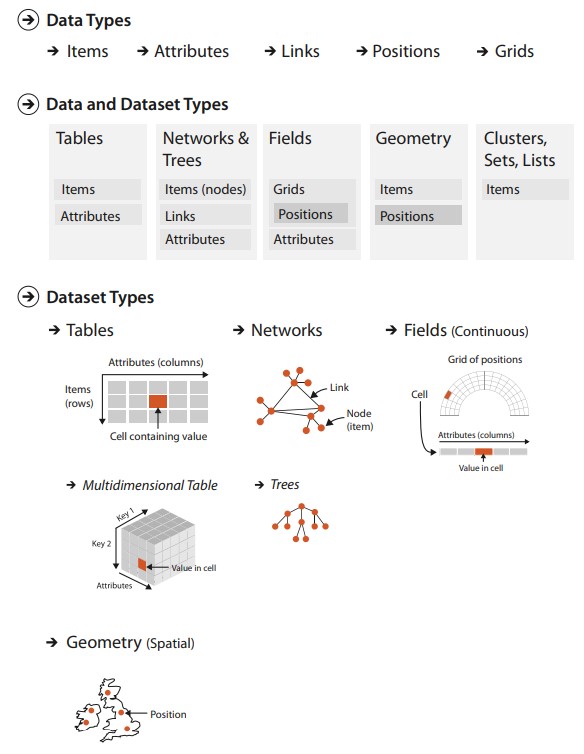 Data Types
Items Attributes Links Positions Grids
Data and Dataset Types
Tables
Items
Attributes
Networks &
Trees
Items (nodes)
Links
Attributes
Fields
Grids
Positions
Attributes
Geometry
Items
Positions
Clusters,
Sets, Lists
Items
Dataset Types
Tables
Attributes (columns)
Items
(rows)
Cell containing value
Networks
Link
Node
(item)
Fields (Continuous)
Grid of positions
Cell
Attributes (columns)
Value in cell
Multidimensional Table
Key 1
Key 2
Value in cell
Attributes
Trees
Geometry (Spatial)
Position